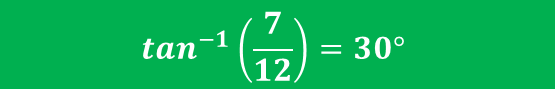 tan⁻¹(7/12) = 30°